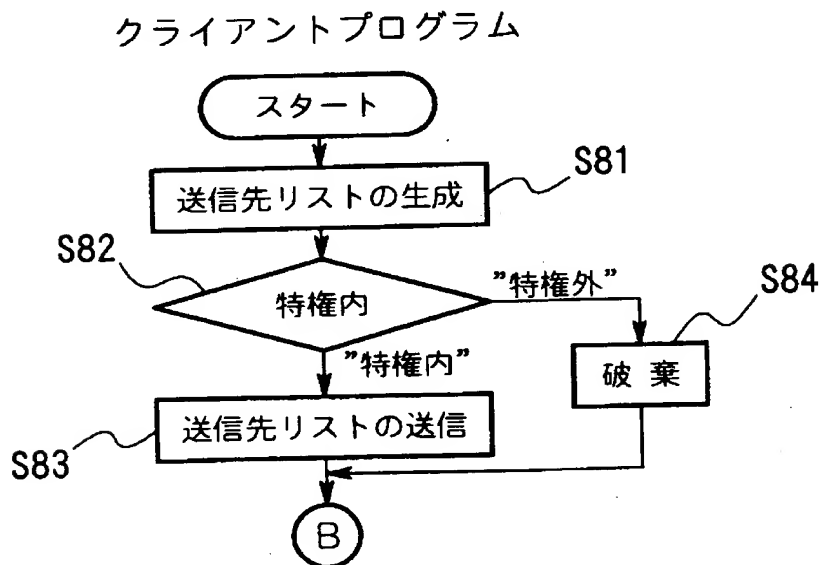 クライアントプログラム
スタート
S81
送信先リストの生成
S82
特権内
”特権外”
S84
”特権内”
破 棄
送信先リストの送信
S83
B